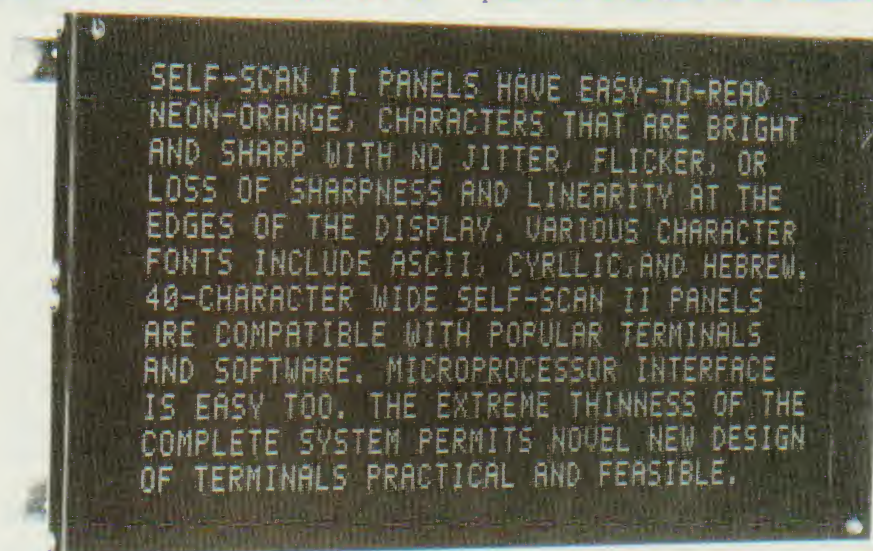 SELF-SCAN II PANELS HAVE EASY-TO-READ
NEON-ORANGE, CHARACTERS THAT ARE BRIGHT
AND SHARP WITH NO JITTER, FLICKER, OR
LOSS OF SHARPNESS AND LINEARITY AT THE
EDGES OF THE DISPLAY. VARIOUS CHARACTER
FONTS INCLUDE ASCII, CYRLLIC,AND HEBREW.
40-CHARACTER WIDE SELF-SCAN II PANELS
ARE COMPATIBLE WITH POPULAR TERMINALS
AND SOFTWARE. MICROPROCESSOR INTERFACE
IS EASY TOO. THE EXTREME THINNESS OF THE
COMPLETE SYSTEM PERMITS NOVEL NEW DESIGN
OF TERMINALS PRACTICAL AND FEASIBLE.